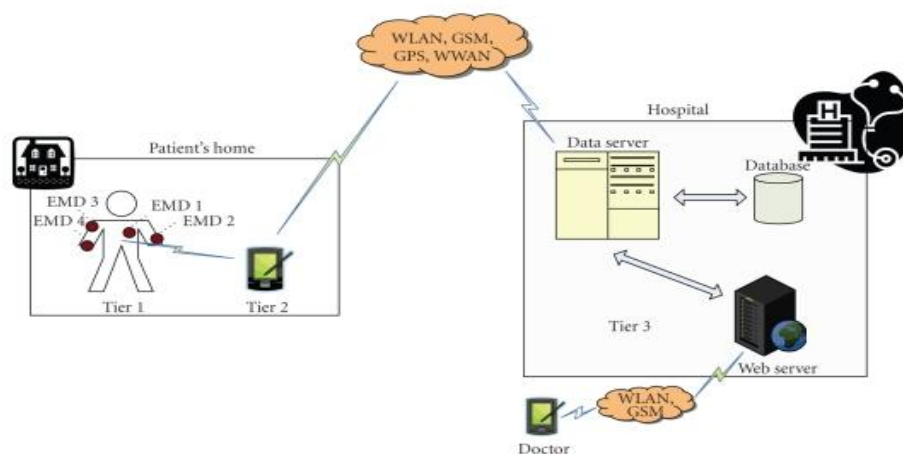 WLAN, GSM,
GPS, WWAN
Hospital
H
Patient's home
Data server
Database
EMD 3
EMD 1
EMD 4
EMD 2
Tier 1
Tier 2
Tier 3
Web server
WLAN,
GSM
Doctor